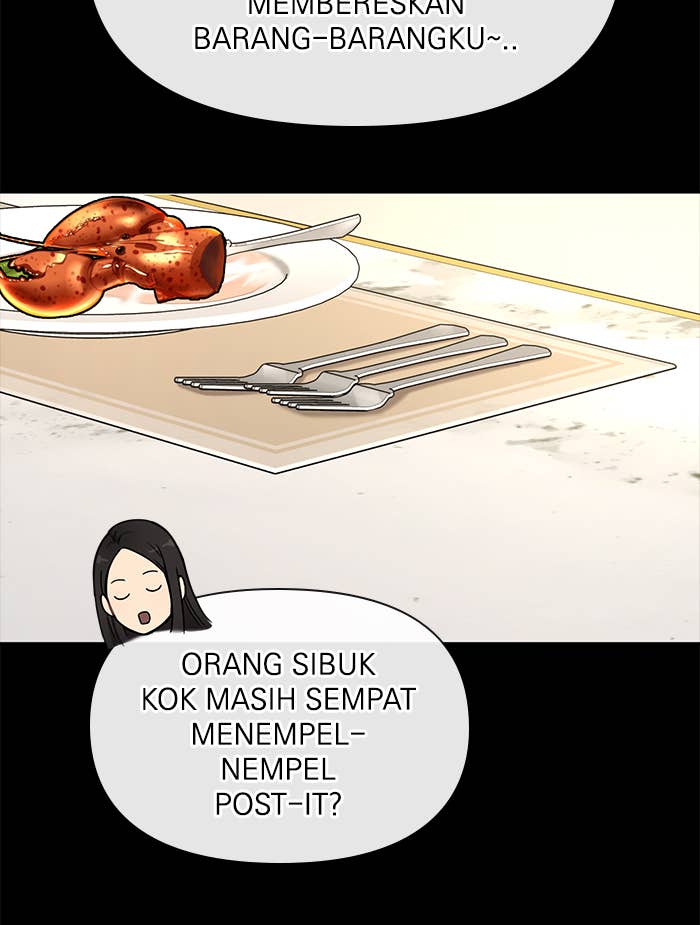 MEMBERESKAN
BARANG-BARANGKU~..
ORANG SIBUK
KOK MASIH SEMPAT
MENEMPEL-
NEMPEL
POST-IT?